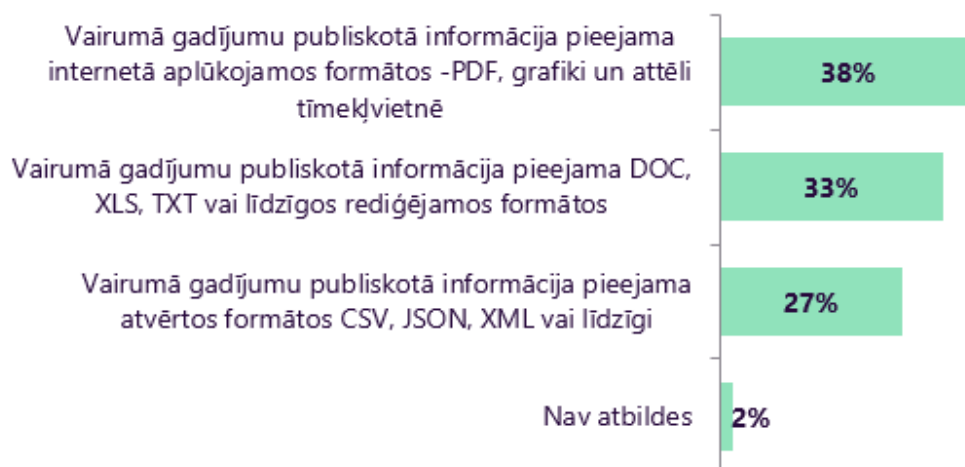 Vairumā gadījumu publiskotā informācija pieejama
internetā aplūkojamos formātos -PDF, grafiki un attēli
tīmekļvietnē
38%
Vairumā gadījumu publiskotā informācija pieejama DOC,
XLS, TXT vai līdzīgos rediģējamos formātos
33%
Vairumā gadījumu publiskotā informācija pieejama
atvērtos formātos CSV, JSON, XML vai līdzīgi
27%
Nav atbildes
2%